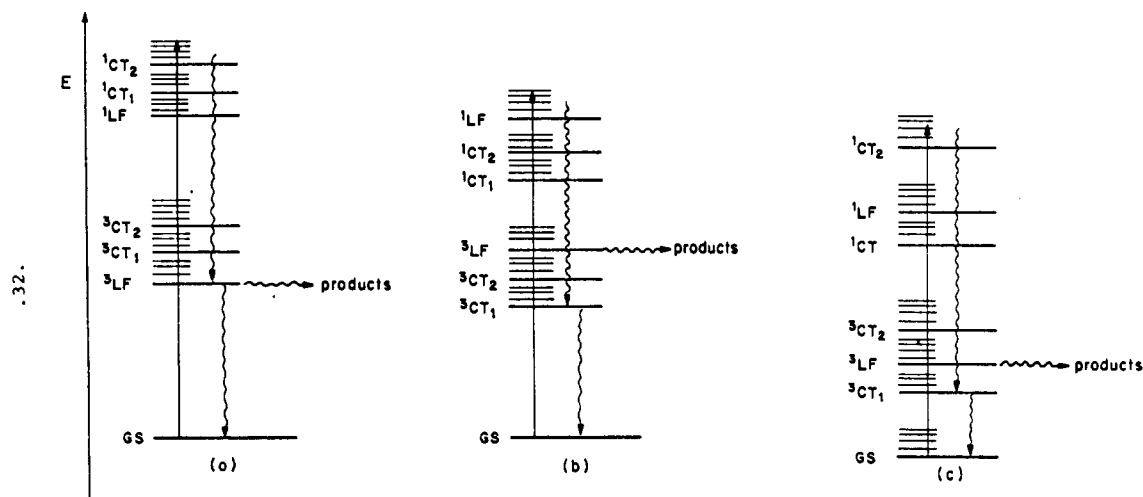 E
¹CT₂
¹CT₁
¹LF
³CT₂
³CT₁
³LF
products
GS
(a)
¹LF
¹CT₂
¹CT₁
³LF
products
³CT₂
³CT₁
GS
(b)
¹CT₂
¹LF
¹CT
³CT₂
³LF
products
³CT₁
GS
(c)
.32.